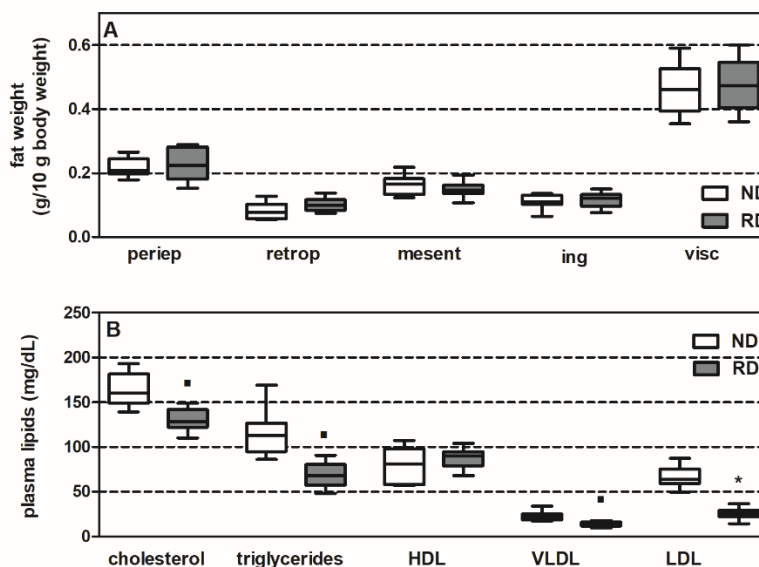 A
fat weight
(g/10 g body weight)
0.6
0.4
0.2
0.0
ND
RD
periep
retrop
mesent
ing
visc
B
plasma lipids (mg/dL)
250
200
150
100
50
0
ND
RD
*
cholesterol
triglycerides
HDL
VLDL
LDL